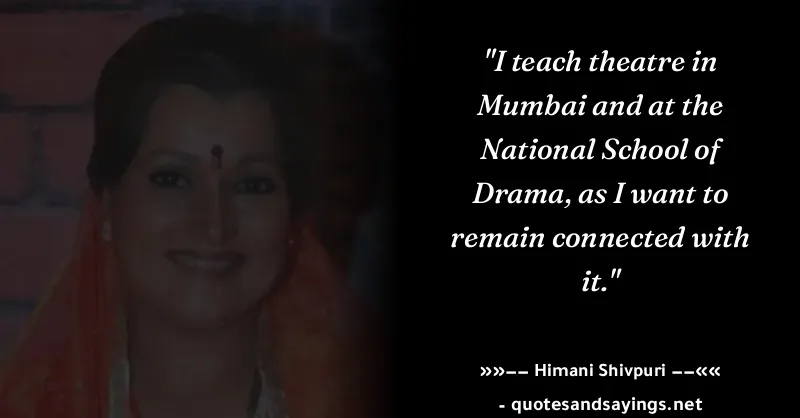 "I teach theatre in
Mumbai and at the
National School of
Drama, as I want to
remain connected with
it."
»»–– Himani Shivpuri ––««
- quotesandsayings.net